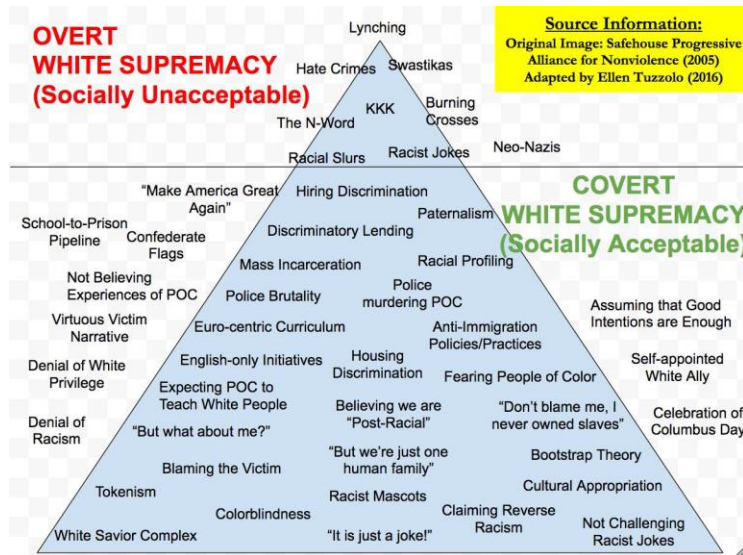 Lynching
OVERT
WHITE SUPREMACY
(Socially Unacceptable)
Source Information:
Original Image: Safehouse Progressive
Alliance for Nonviolence (2005)
Adapted by Ellen Tuzzolo (2016)
Hate Crimes
Swastikas
KKK
Burning
Crosses
The N-Word
Racial Slurs
Racist Jokes
Neo-Nazis
COVERT
WHITE SUPREMACY
(Socially Acceptable)
"Make America Great
Again"
Hiring Discrimination
Paternalism
School-to-Prison
Pipeline
Confederate
Flags
Discriminatory Lending
Mass Incarceration
Racial Profiling
Not Believing
Experiences of POC
Police Brutality
Police
murdering POC
Assuming that Good
Intentions are Enough
Virtuous Victim
Narrative
Euro-centric Curriculum
Anti-Immigration
Policies/Practices
Denial of White
Privilege
English-only Initiatives
Housing
Discrimination
Fearing People of Color
Self-appointed
White Ally
Expecting POC to
Teach White People
Believing we are
"Post-Racial"
"Don't blame me, I
never owned slaves"
Celebration of
Columbus Day
Denial of
Racism
"But what about me?"
"But we're just one
human family"
Bootstrap Theory
Blaming the Victim
Tokenism
Racist Mascots
Cultural Appropriation
Colorblindness
Claiming Reverse
Racism
White Savior Complex
"It is just a joke!"
Not Challenging
Racist Jokes